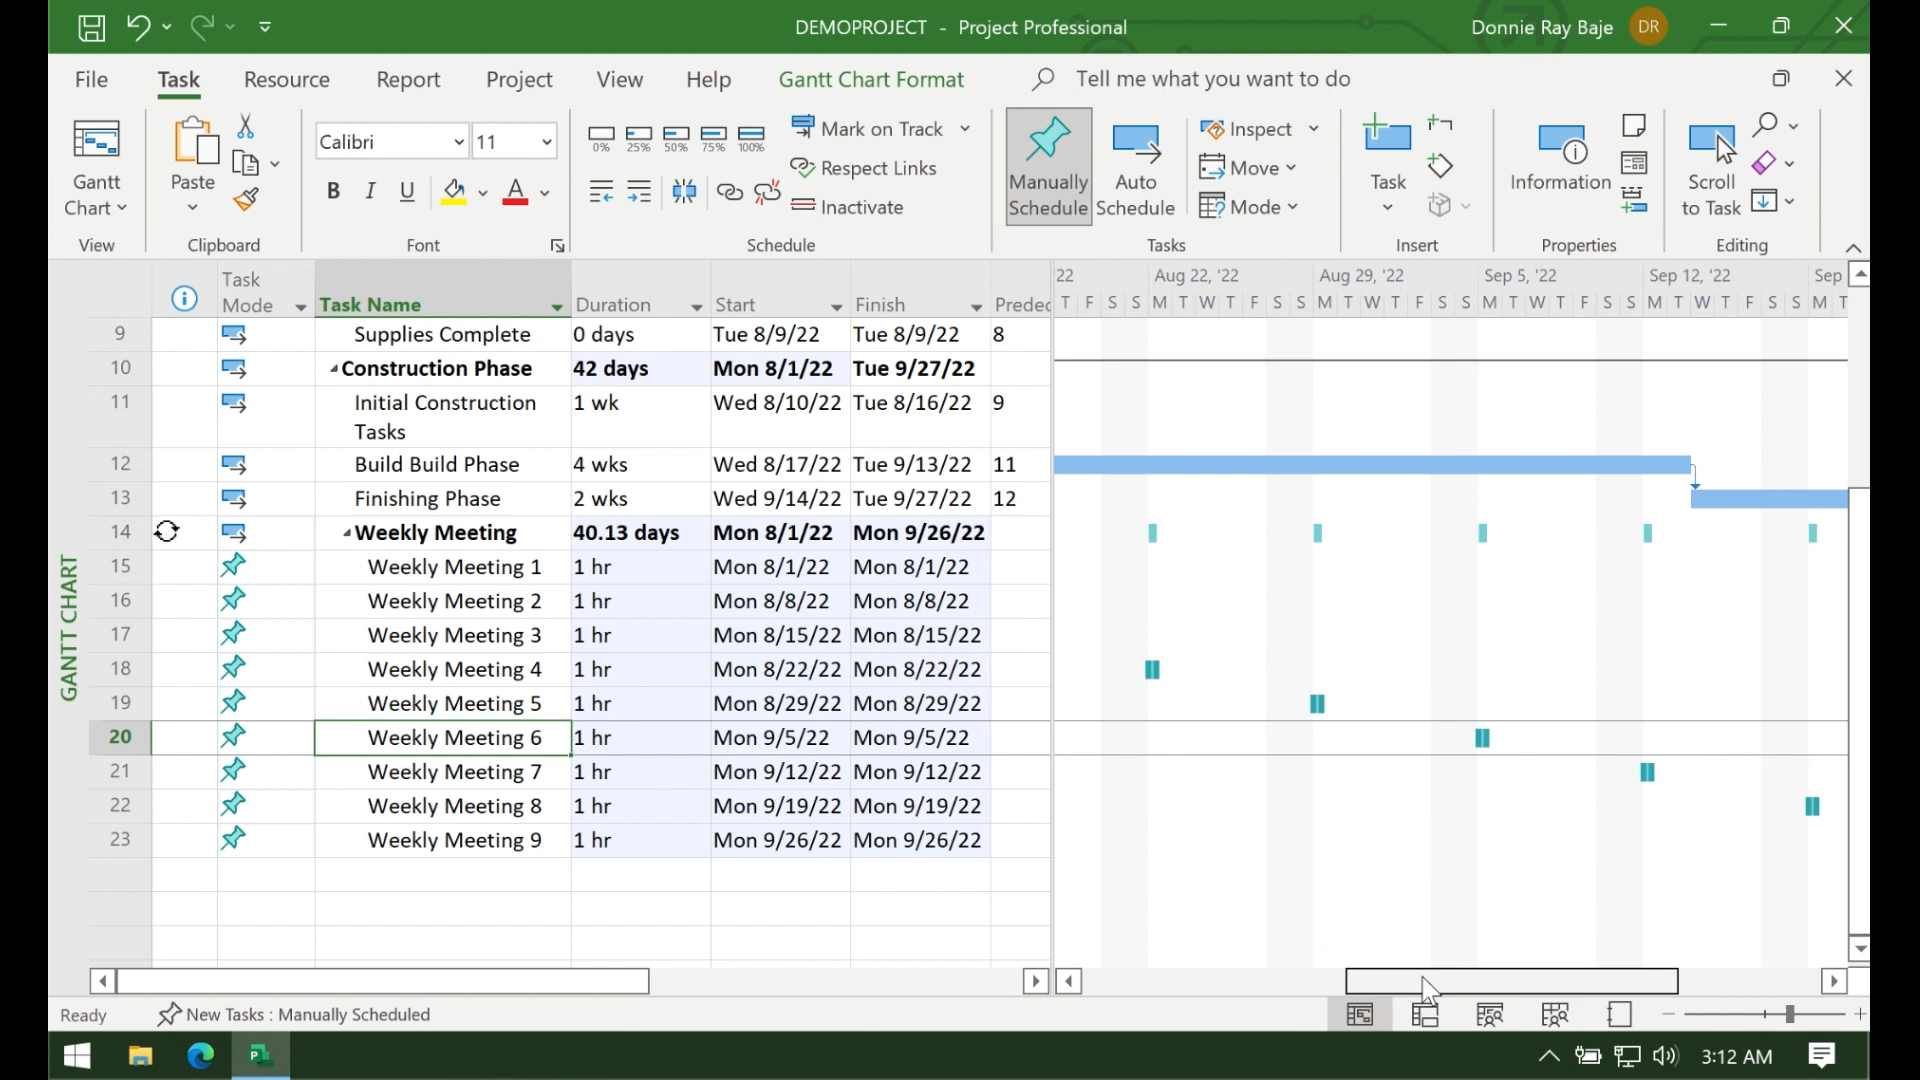 DEMOPROJECT - Project Professional
Donnie Ray Baje DR
File Task Resource Report Project View Help Gantt Chart Format Tell me what you want to do
Gantt
Chart
View
Paste
Clipboard
Calibri 11
B I U A
Font
0% 25% 50% 75% 100%
Mark on Track
Respect Links
Inactivate
Schedule
Manually
Schedule
Auto
Schedule
Inspect
Move
Mode
Tasks
Task
Insert
Information
Properties
Scroll
to Task
Editing
GANTT CHART
Task
Mode Task Name Duration Start Finish Predec
22 Aug 22, '22 Aug 29, '22 Sep 5, '22 Sep 12, '22 Sep
T F S S M T W T F S S M T W T F S S M T W T F S S M T W T F S S M T
9 Supplies Complete 0 days Tue 8/9/22 Tue 8/9/22 8
10 Construction Phase 42 days Mon 8/1/22 Tue 9/27/22
11 Initial Construction 1 wk Wed 8/10/22 Tue 8/16/22 9
Tasks
12 Build Build Phase 4 wks Wed 8/17/22 Tue 9/13/22 11
13 Finishing Phase 2 wks Wed 9/14/22 Tue 9/27/22 12
14 Weekly Meeting 40.13 days Mon 8/1/22 Mon 9/26/22
15 Weekly Meeting 1 1 hr Mon 8/1/22 Mon 8/1/22
16 Weekly Meeting 2 1 hr Mon 8/8/22 Mon 8/8/22
17 Weekly Meeting 3 1 hr Mon 8/15/22 Mon 8/15/22
18 Weekly Meeting 4 1 hr Mon 8/22/22 Mon 8/22/22
19 Weekly Meeting 5 1 hr Mon 8/29/22 Mon 8/29/22
20 Weekly Meeting 6 1 hr Mon 9/5/22 Mon 9/5/22
21 Weekly Meeting 7 1 hr Mon 9/12/22 Mon 9/12/22
22 Weekly Meeting 8 1 hr Mon 9/19/22 Mon 9/19/22
23 Weekly Meeting 9 1 hr Mon 9/26/22 Mon 9/26/22
Ready New Tasks : Manually Scheduled
3:12 AM